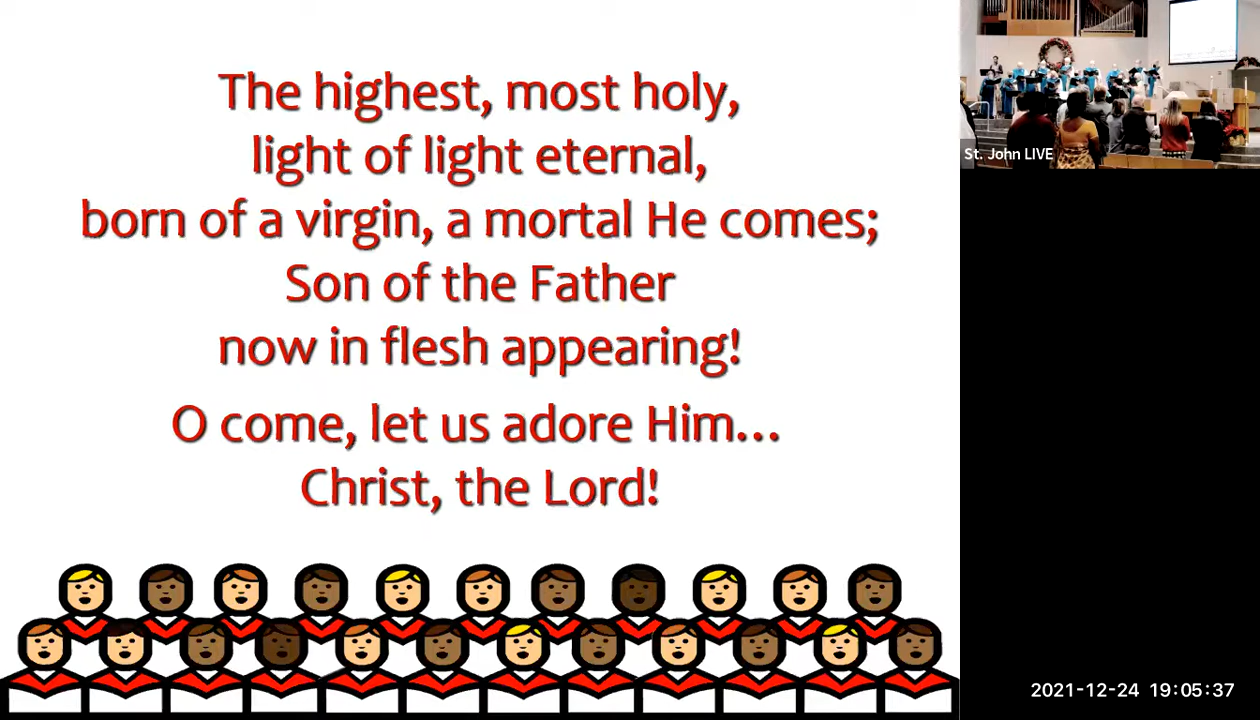 The highest, most holy,
light of light eternal,
born of a virgin, a mortal He comes;
Son of the Father
now in flesh appearing!
O come, let us adore Him...
Christ, the Lord!
St. John LIVE
2021-12-24 19:05:37